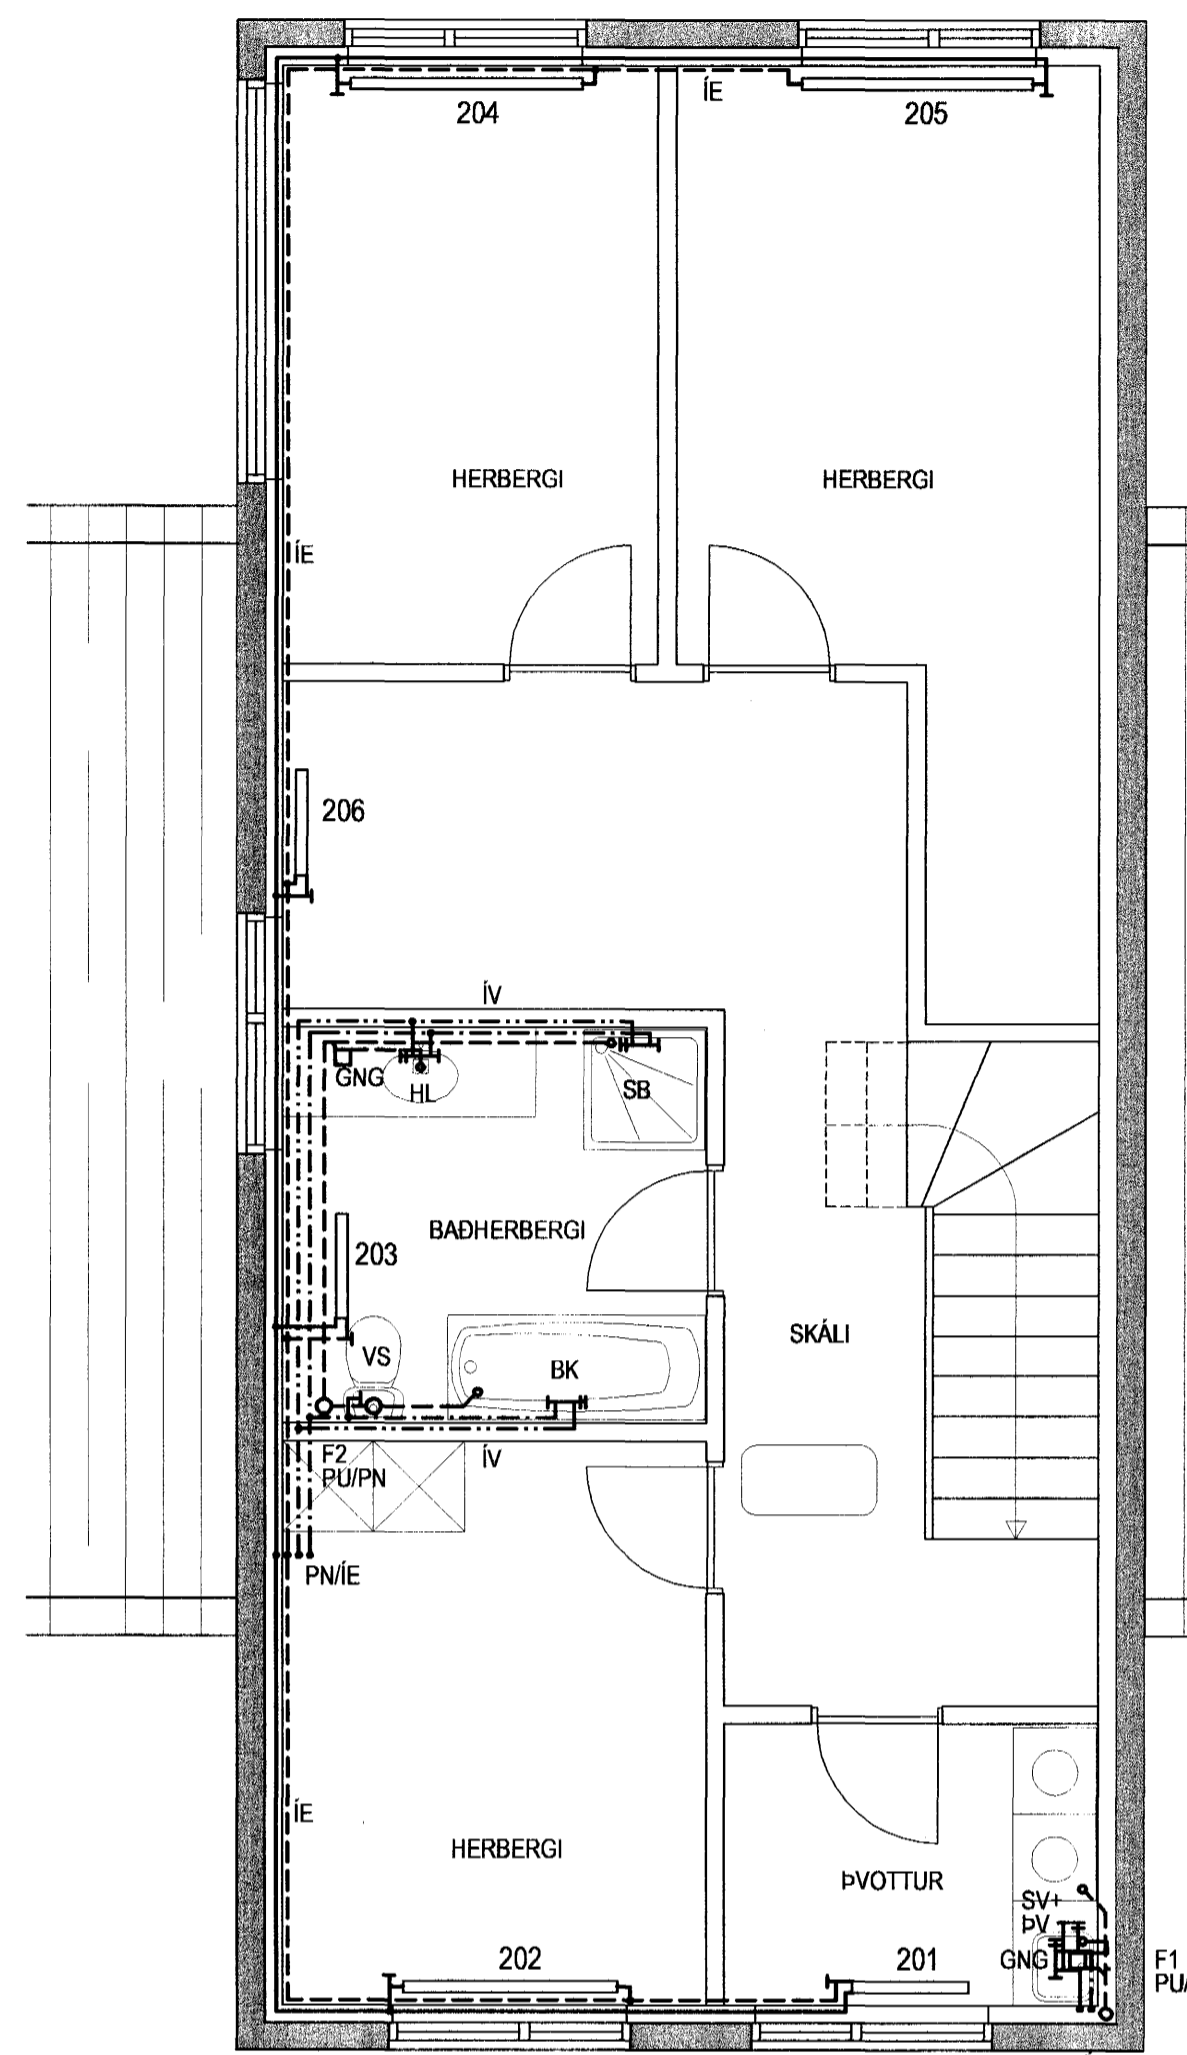 204
ÍE
205
HERBERGI
HERBERGI
ÍE
206
ÍV
GNG
HL
SB
BAÐHERBERGI
203
SKÁLI
VS
BK
F2
PU/PN
ÍV
PN/ÍE
ÍE
HERBERGI
ÞVOTTUR
SV+
ÞV
GNG
F1
PU/
202
201